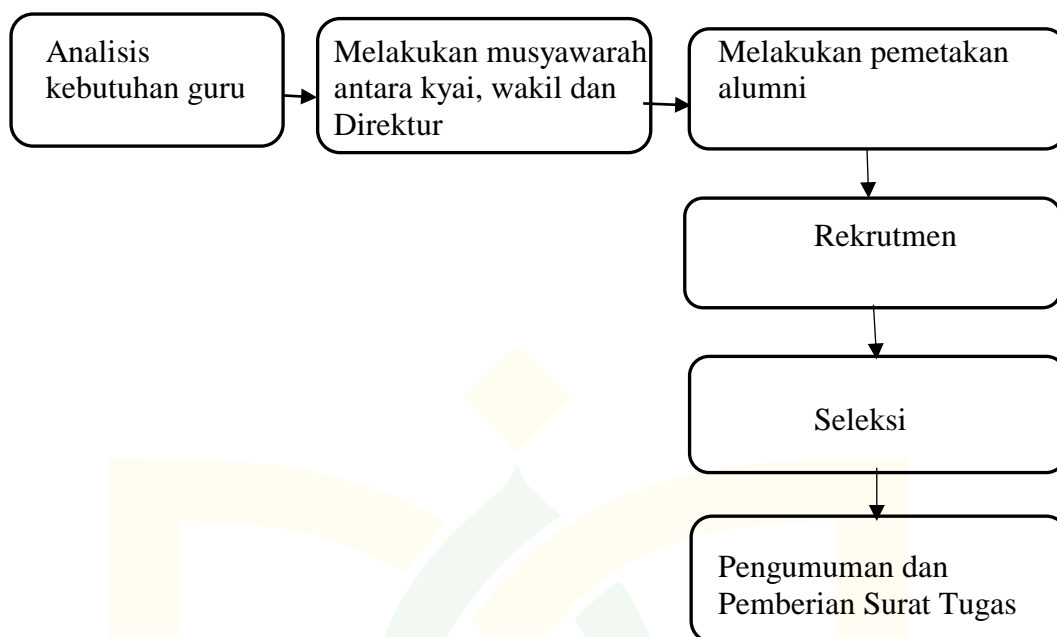 Analisis
kebutuhan guru
Melakukan musyawarah
antara kyai, wakil dan
Direktur
Melakukan pemetakan
alumni
Rekrutmen
Seleksi
Pengumuman dan
Pemberian Surat Tugas